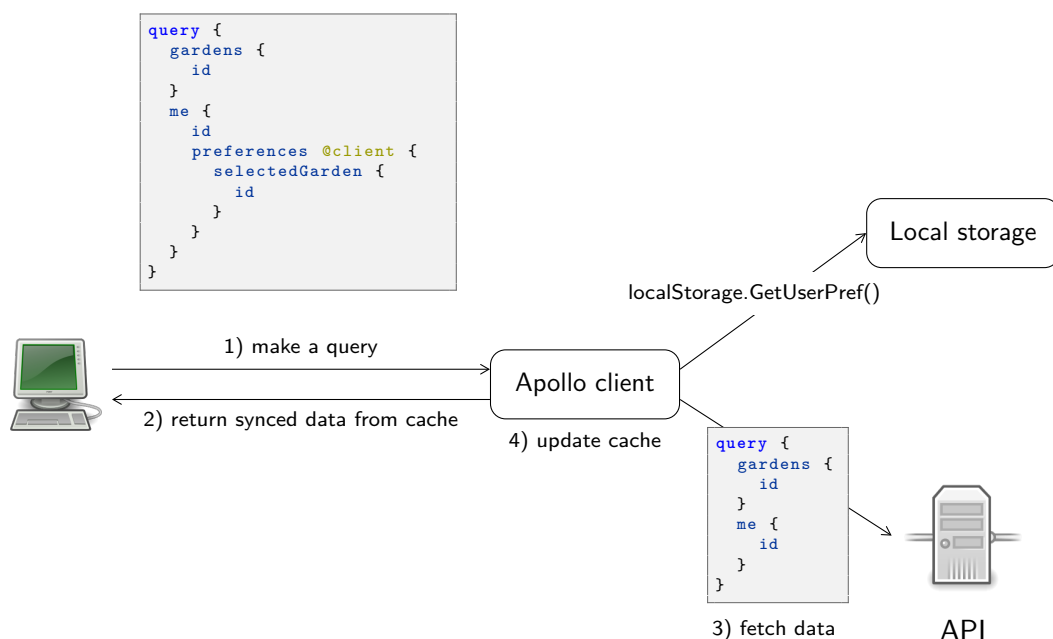 query {
  gardens {
    id
  }
  me {
    id
    preferences @client {
      selectedGarden {
        id
      }
    }
  }
}
Local storage
localStorage.GetUserPref()
1) make a query
Apollo client
2) return synced data from cache
4) update cache
query {
  gardens {
    id
  }
  me {
    id
  }
}
3) fetch data
API